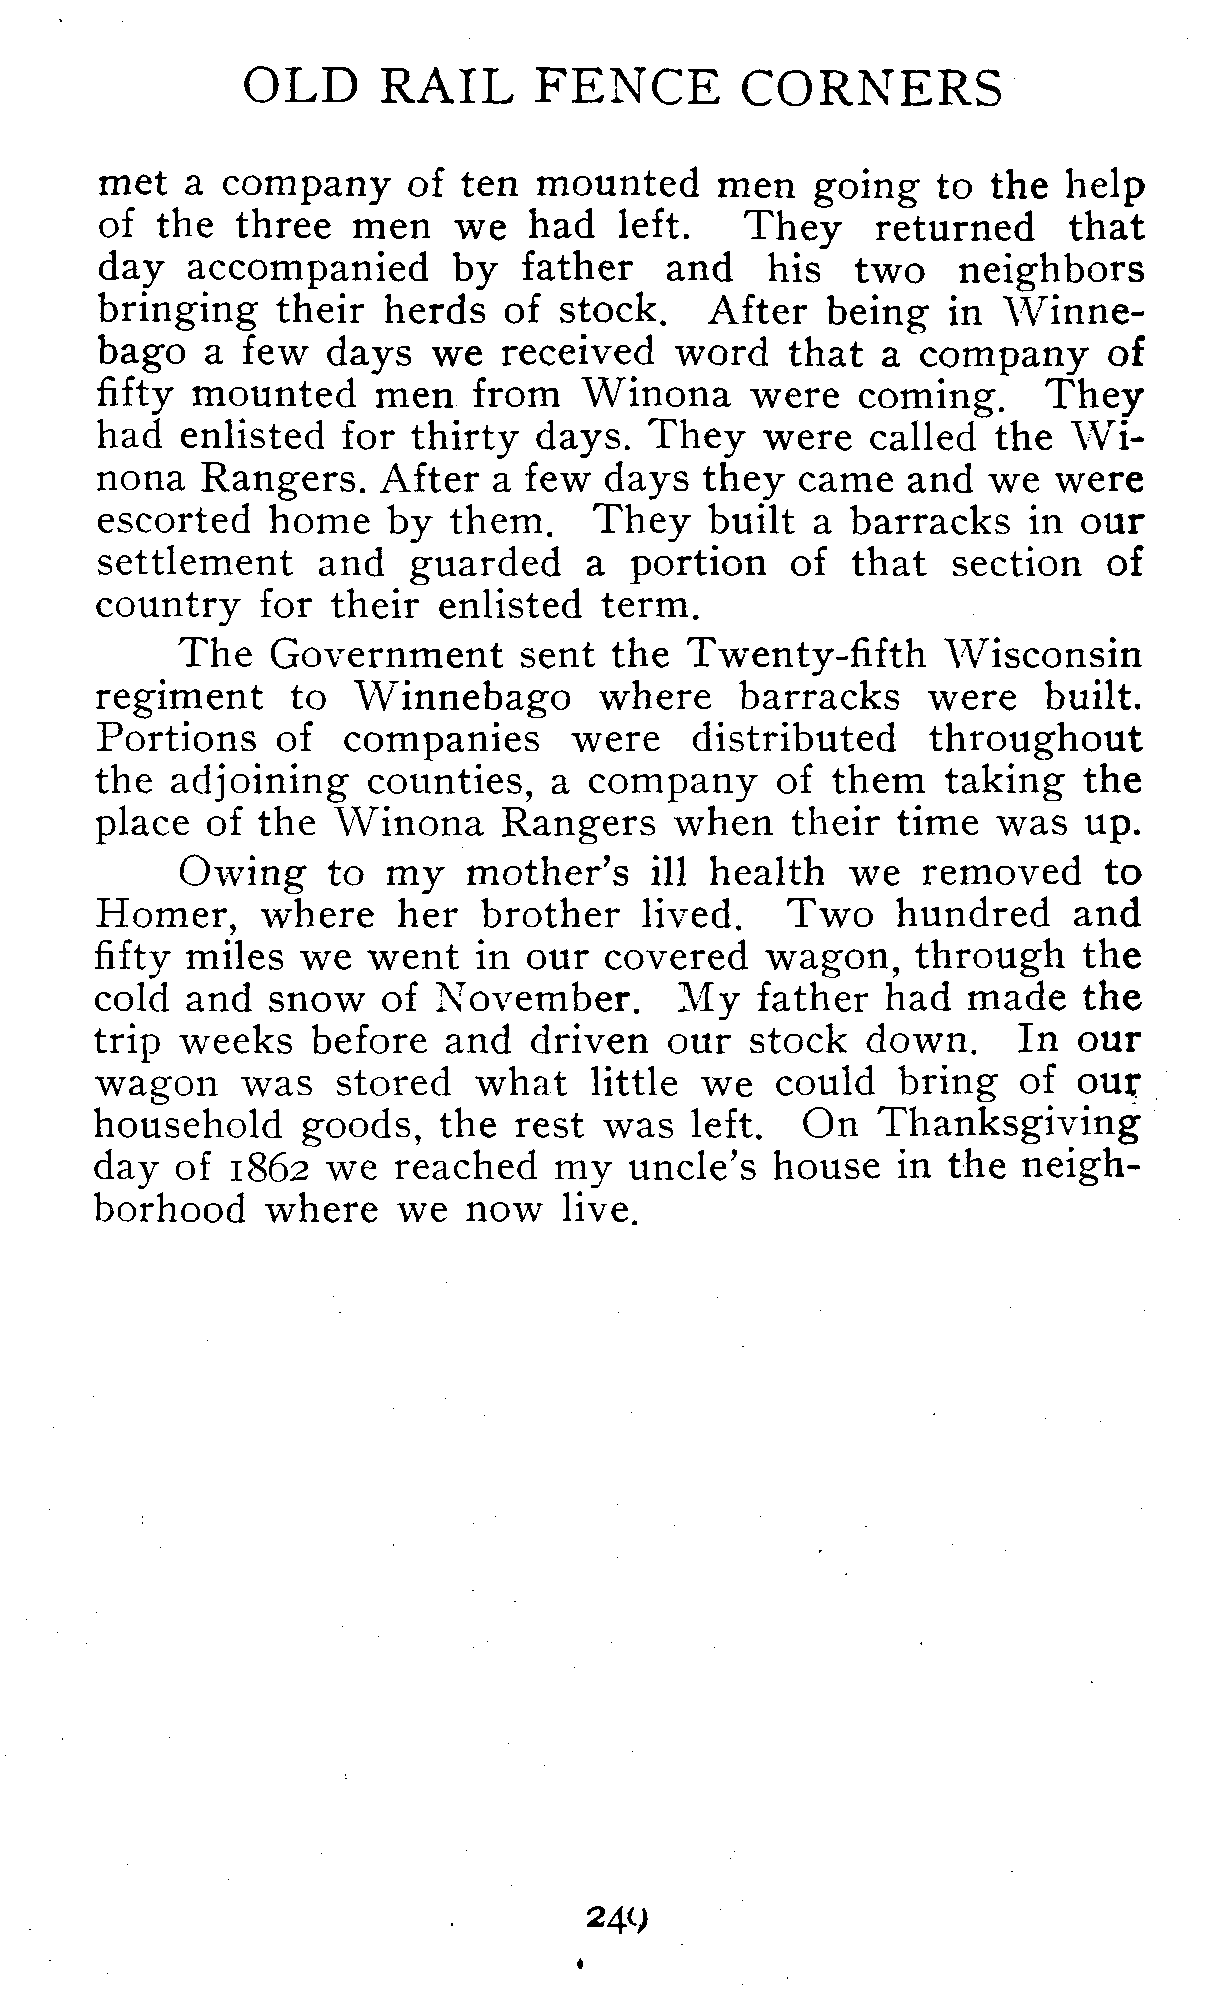 OLD RAIL FENCE CORNERS
met a company of ten mounted men going to the help
of the three men we had left. They returned that
day accompanied by father and his two neighbors
bringing their herds of stock. After being in Winne-
bago a few days we received word that a company of
fifty mounted men from Winona were coming. They
had enlisted for thirty days. They were called the Wi-
nona Rangers. After a few days they came and we were
escorted home by them. They built a barracks in our
settlement and guarded a portion of that section of
country for their enlisted term.
The Government sent the Twenty-fifth Wisconsin
regiment to Winnebago where barracks were built.
Portions of companies were distributed throughout
the adjoining counties, a company of them taking the
place of the Winona Rangers when their time was up.
Owing to my mother's ill health we removed to
Homer, where her brother lived. Two hundred and
fifty miles we went in our covered wagon, through the
cold and snow of November. My father had made the
trip weeks before and driven our stock down. In our
wagon was stored what little we could bring of our
household goods, the rest was left. On Thanksgiving
day of 1862 we reached my uncle's house in the neigh-
borhood where we now live.
249